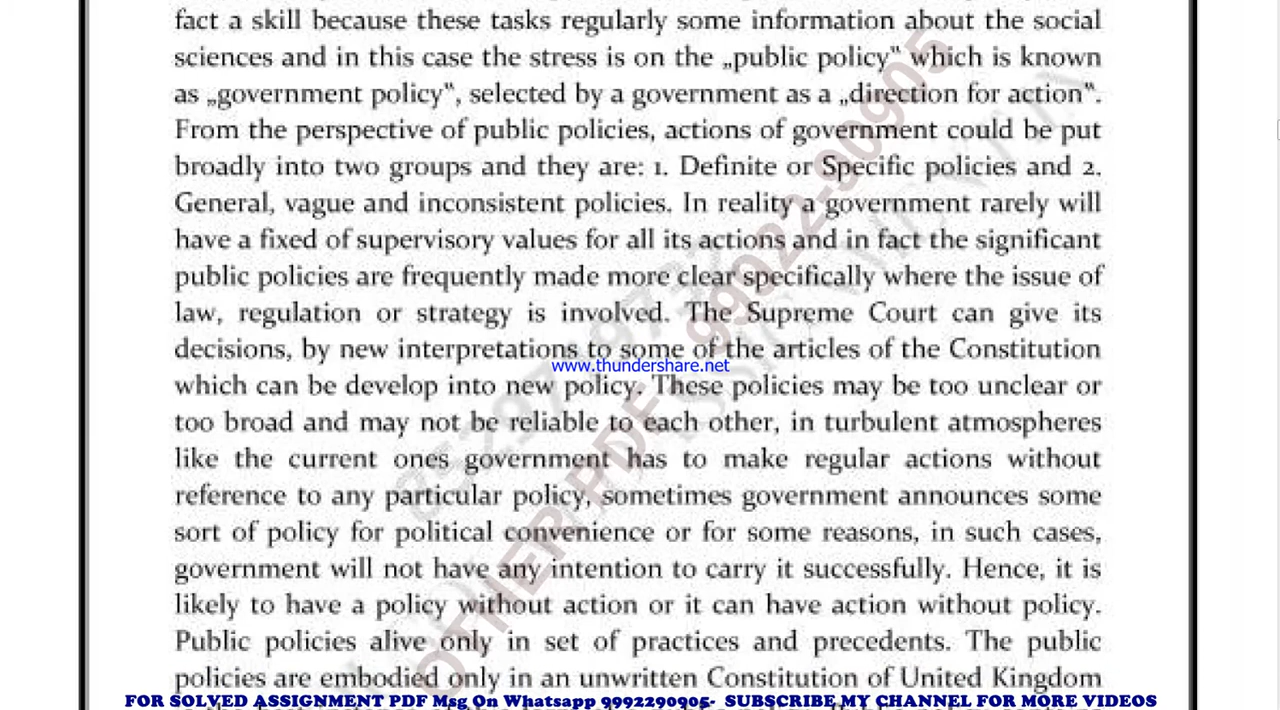 fact a skill because these tasks regularly some information about the social
sciences and in this case the stress is on the „public policy‟ which is known
as „government policy‟, selected by a government as a „direction for action‟.
From the perspective of public policies, actions of government could be put
broadly into two groups and they are: 1. Definite or Specific policies and 2.
General, vague and inconsistent policies. In reality a government rarely will
have a fixed of supervisory values for all its actions and in fact the significant
public policies are frequently made more clear specifically where the issue of
law, regulation or strategy is involved. The Supreme Court can give its
decisions, by new interpretations to some of the articles of the Constitution
www.thundershare.net
which can be develop into new policy. These policies may be too unclear or
too broad and may not be reliable to each other, in turbulent atmospheres
like the current ones government has to make regular actions without
reference to any particular policy, sometimes government announces some
sort of policy for political convenience or for some reasons, in such cases,
government will not have any intention to carry it successfully. Hence, it is
likely to have a policy without action or it can have action without policy.
Public policies alive only in set of practices and precedents. The public
policies are embodied only in an unwritten Constitution of United Kingdom
OTHER PDF: 99922-90905
FOR SOLVED ASSIGNMENT PDF Msg On Whatsapp 9992290905- SUBSCRIBE MY CHANNEL FOR MORE VIDEOS